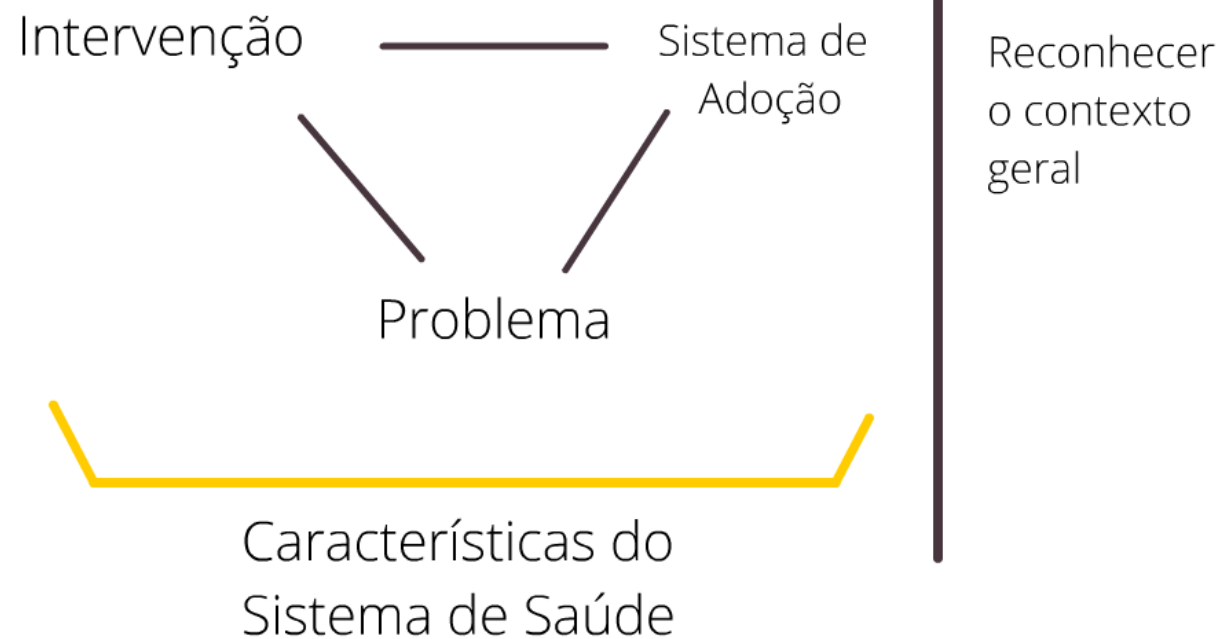 Intervenção
Sistema de
Adoção
Reconhecer
o contexto
geral
Problema
Características do
Sistema de Saúde